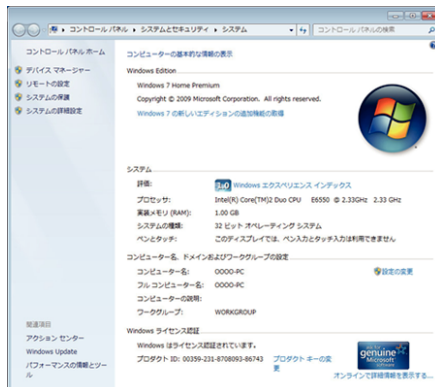 コントロール パネル ▸ システムとセキュリティ ▸ システム
コントロール パネルの検索
コントロール パネル ホーム
デバイス マネージャー
リモートの設定
システムの保護
システムの詳細設定
コンピューターの基本的な情報の表示
Windows Edition
Windows 7 Home Premium
Copyright © 2009 Microsoft Corporation. All rights reserved.
Windows 7 の新しいエディションの追加機能の取得
システム
評価: 1.0 Windows エクスペリエンス インデックス
プロセッサ: Intel(R) Core(TM)2 Duo CPU E6550 @ 2.33GHz 2.33 GHz
実装メモリ (RAM): 1.00 GB
システムの種類: 32 ビット オペレーティング システム
ペンとタッチ: このディスプレイでは、ペン入力とタッチ入力は利用できません
コンピューター名、ドメインおよびワークグループの設定
コンピューター名: OOOO-PC
設定の変更
フル コンピューター名: OOOO-PC
コンピューターの説明:
ワークグループ: WORKGROUP
Windows ライセンス認証
Windows はライセンス認証されています。
プロダクト ID: 00359-231-8708093-86743
プロダクト キーの変
更
genuine
Microsoft
software
オンラインで詳細情報を表示する...
関連項目
アクション センター
Windows Update
パフォーマンスの情報とツー
ル